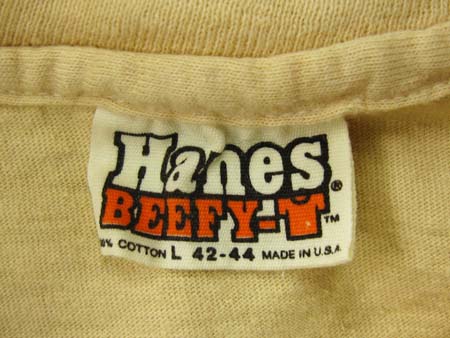 Hanes®
BEEFY-T™
% COTTON L 42-44 MADE IN U.S.A.